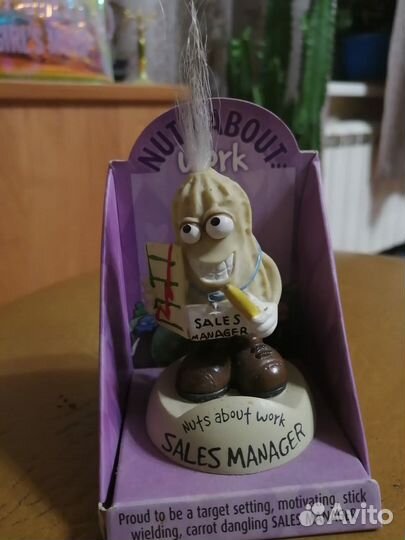 NUTS ABOUT...
work
SALES
MANAGER
Nuts about work
SALES MANAGER
Proud to be a target setting, motivating, stick
wielding, carrot dangling SALES MANAGER
Avito